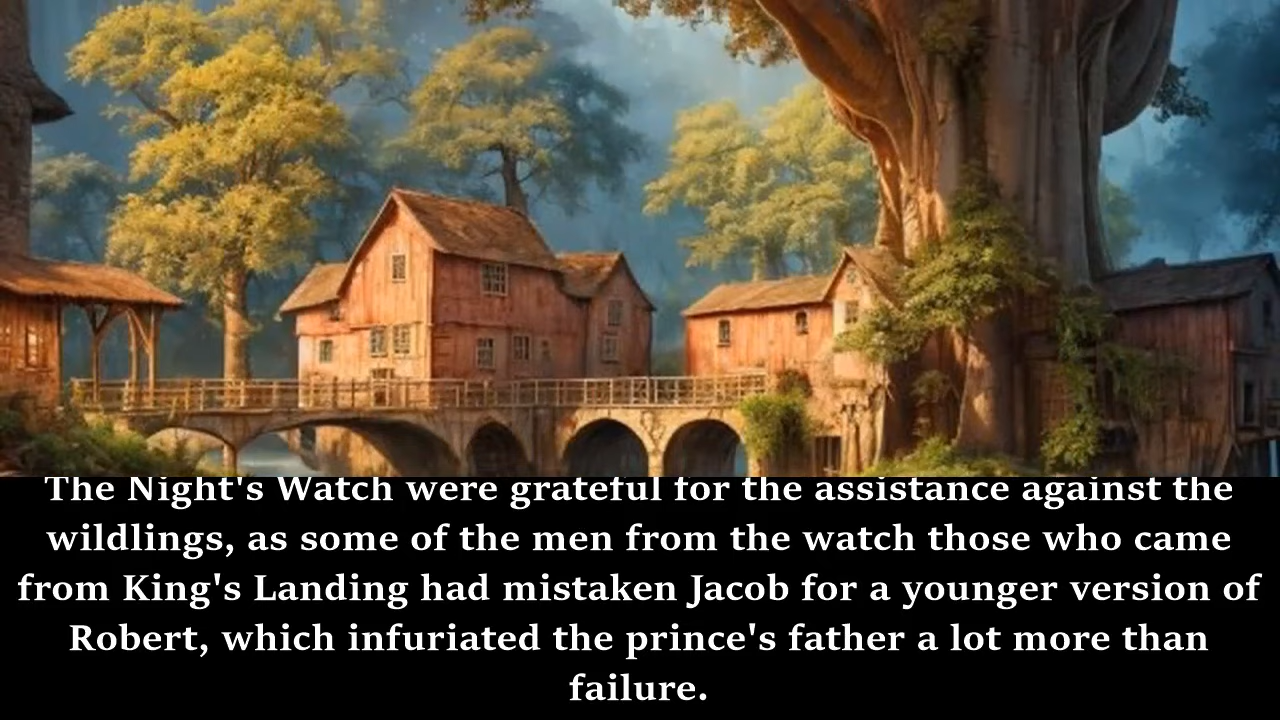 The Night's Watch were grateful for the assistance against the
wildlings, as some of the men from the watch those who came
from King's Landing had mistaken Jacob for a younger version of
Robert, which infuriated the prince's father a lot more than
failure.